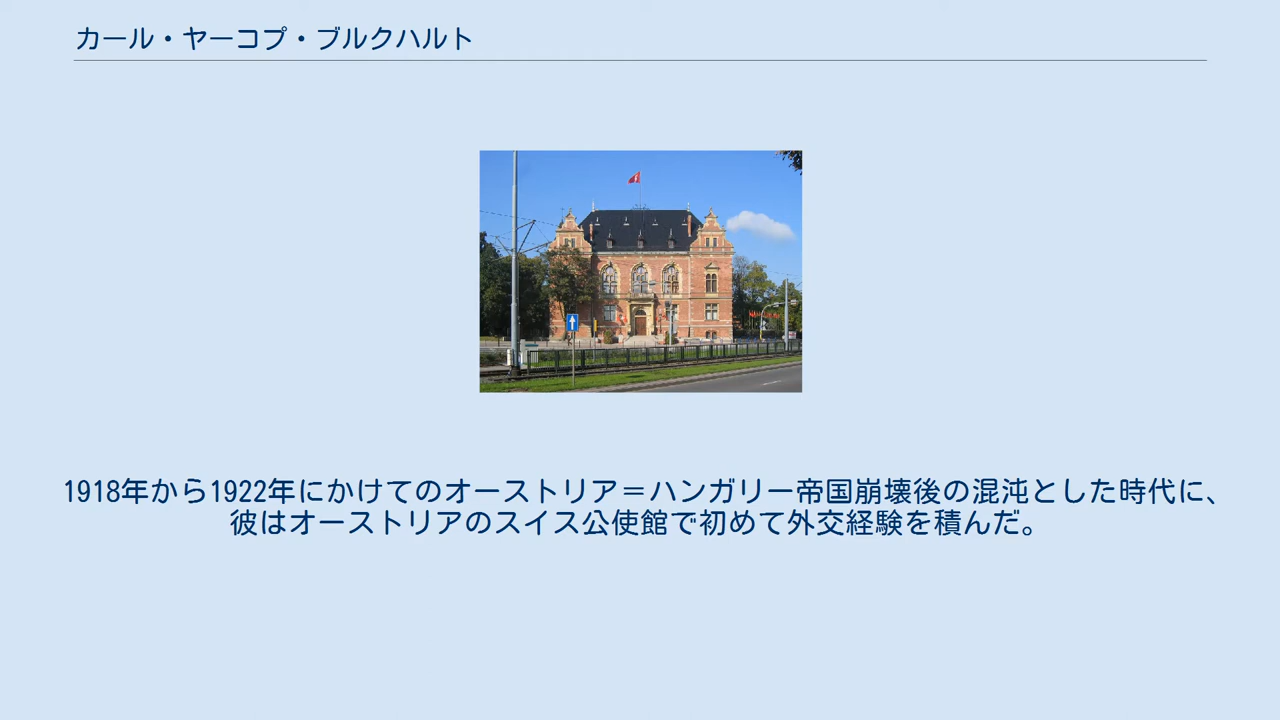 カール・ヤーコプ・ブルクハルト
1918年から1922年にかけてのオーストリア＝ハンガリー帝国崩壊後の混沌とした時代に、
彼はオーストリアのスイス公使館で初めて外交経験を積んだ。